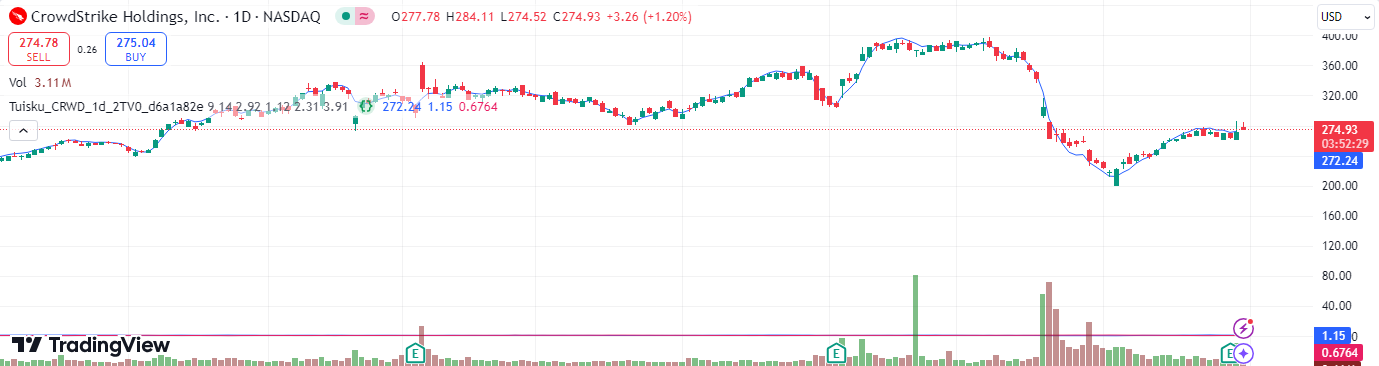 CrowdStrike Holdings, Inc. · 1D · NASDAQ O277.78 H284.11 L274.52 C274.93 +3.26 (+1.20%)
USD
274.78 SELL
0.26
275.04 BUY
Vol 3.11M
Tuisku_CRWD_1d_2TV0_d6a1a82e 9.14 2.92 1.12 2.31 3.91 {} 272.24 1.15 0.6764
400.00
360.00
320.00
274.93
03:52:29
272.24
200.00
160.00
120.00
80.00
40.00
1.15
0.6764
TradingView
E
E
E